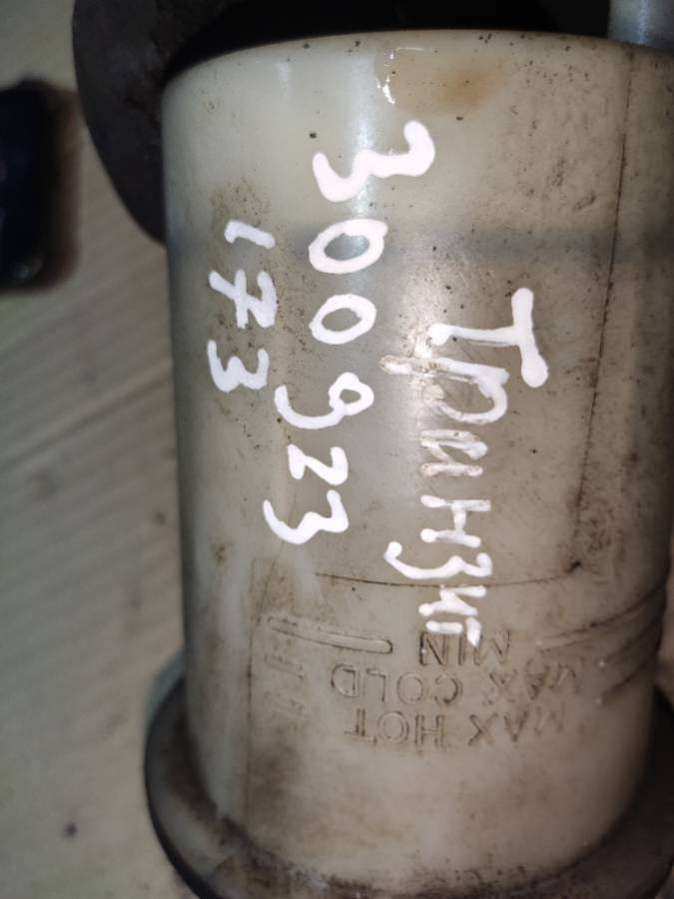 Транзит
300923
173
MAX HOT
MAX COLD
MIN